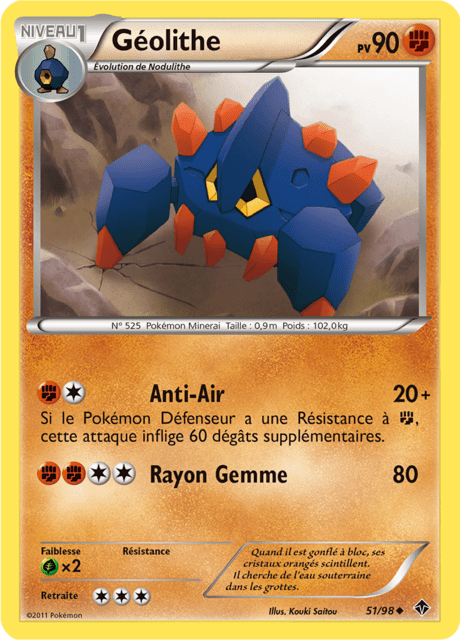 NIVEAU 1
Géolithe
PV 90
Évolution de Nodulithe
N° 525 Pokémon Minerai Taille : 0,9m Poids : 102,0kg
Anti-Air 20+
Si le Pokémon Défenseur a une Résistance à ,
cette attaque inflige 60 dégâts supplémentaires.
Rayon Gemme 80
Faiblesse Résistance
×2
Retraite
Quand il est gonflé à bloc, ses
cristaux orangés scintillent.
Il cherche de l'eau souterraine
dans les grottes.
©2011 Pokémon Illus. Kouki Saitou 51/98